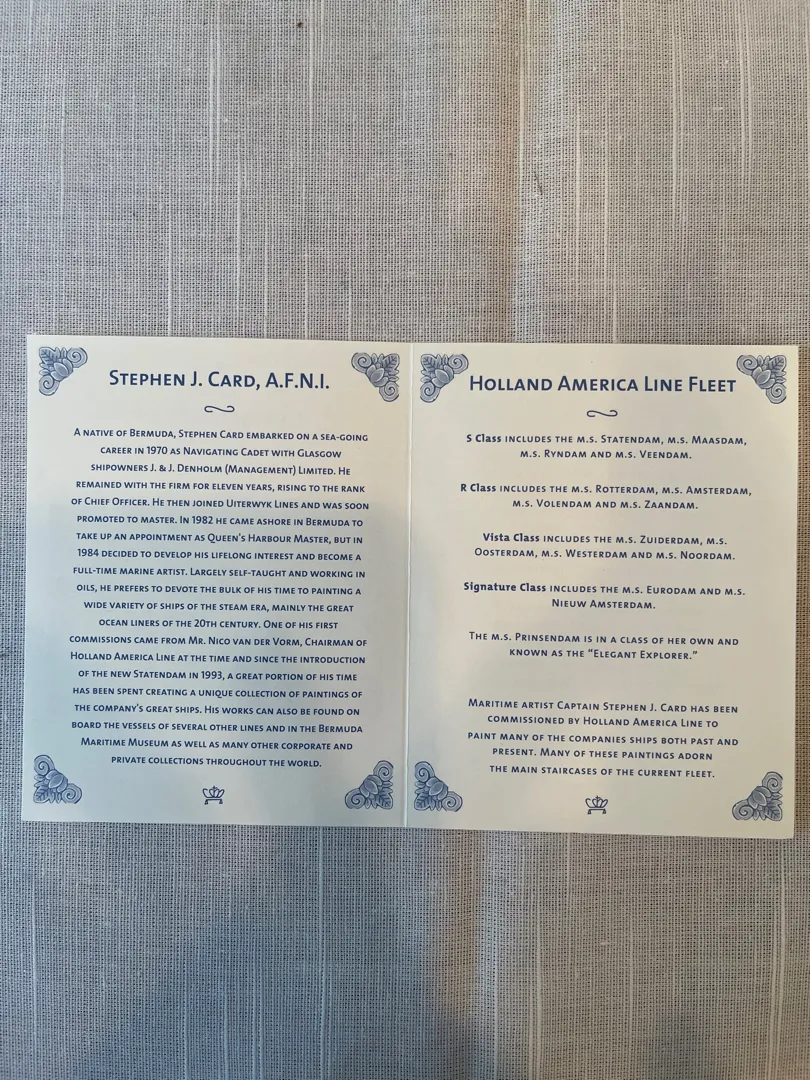 Stephen J. Card, A.F.N.I.
A native of Bermuda, Stephen Card embarked on a sea-going
career in 1970 as Navigating Cadet with Glasgow
shipowners J. & J. Denholm (Management) Limited. He
remained with the firm for eleven years, rising to the rank
of Chief Officer. He then joined Uiterwyk Lines and was soon
promoted to master. In 1982 he came ashore in Bermuda to
take up an appointment as Queen's Harbour Master, but in
1984 decided to develop his lifelong interest and become a
full-time marine artist. Largely self-taught and working in
oils, he prefers to devote the bulk of his time to painting a
wide variety of ships of the steam era, mainly the great
ocean liners of the 20th century. One of his first
commissions came from Mr. Nico van der Vorm, Chairman of
Holland America Line at the time and since the introduction
of the new Statendam in 1993, a great portion of his time
has been spent creating a unique collection of paintings of
the company's great ships. His works can also be found on
board the vessels of several other lines and in the Bermuda
Maritime Museum as well as many other corporate and
private collections throughout the world.
Holland America Line Fleet
S Class includes the m.s. Statendam, m.s. Maasdam,
m.s. Ryndam and m.s. Veendam.
R Class includes the m.s. Rotterdam, m.s. Amsterdam,
m.s. Volendam and m.s. Zaandam.
Vista Class includes the m.s. Zuiderdam, m.s.
Oosterdam, m.s. Westerdam and m.s. Noordam.
Signature Class includes the m.s. Eurodam and m.s.
Nieuw Amsterdam.
The m.s. Prinsendam is in a class of her own and
known as the "Elegant Explorer."
Maritime artist Captain Stephen J. Card has been
commissioned by Holland America Line to
paint many of the companies ships both past and
present. Many of these paintings adorn
the main staircases of the current fleet.